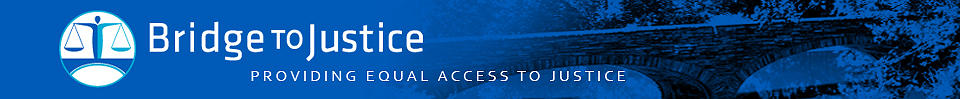 Bridge TO Justice
PROVIDING EQUAL ACCESS TO JUSTICE